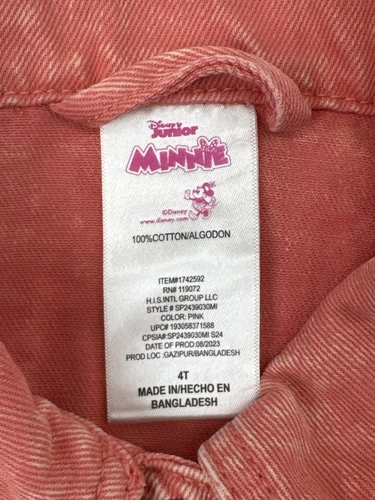 Disney
Junior
MINNIE
©Disney
www.disney.com
100%COTTON/ALGODON
ITEM#1742592
RN# 119072
H.I.S.INTL GROUP LLC
STYLE # SP2439030MI
COLOR: PINK
UPC# 193058371588
CPSIA#: SP2439030MI S24
DATE OF PROD:08/2023
PROD LOC :GAZIPUR/BANGLADESH
4T
MADE IN/HECHO EN
BANGLADESH